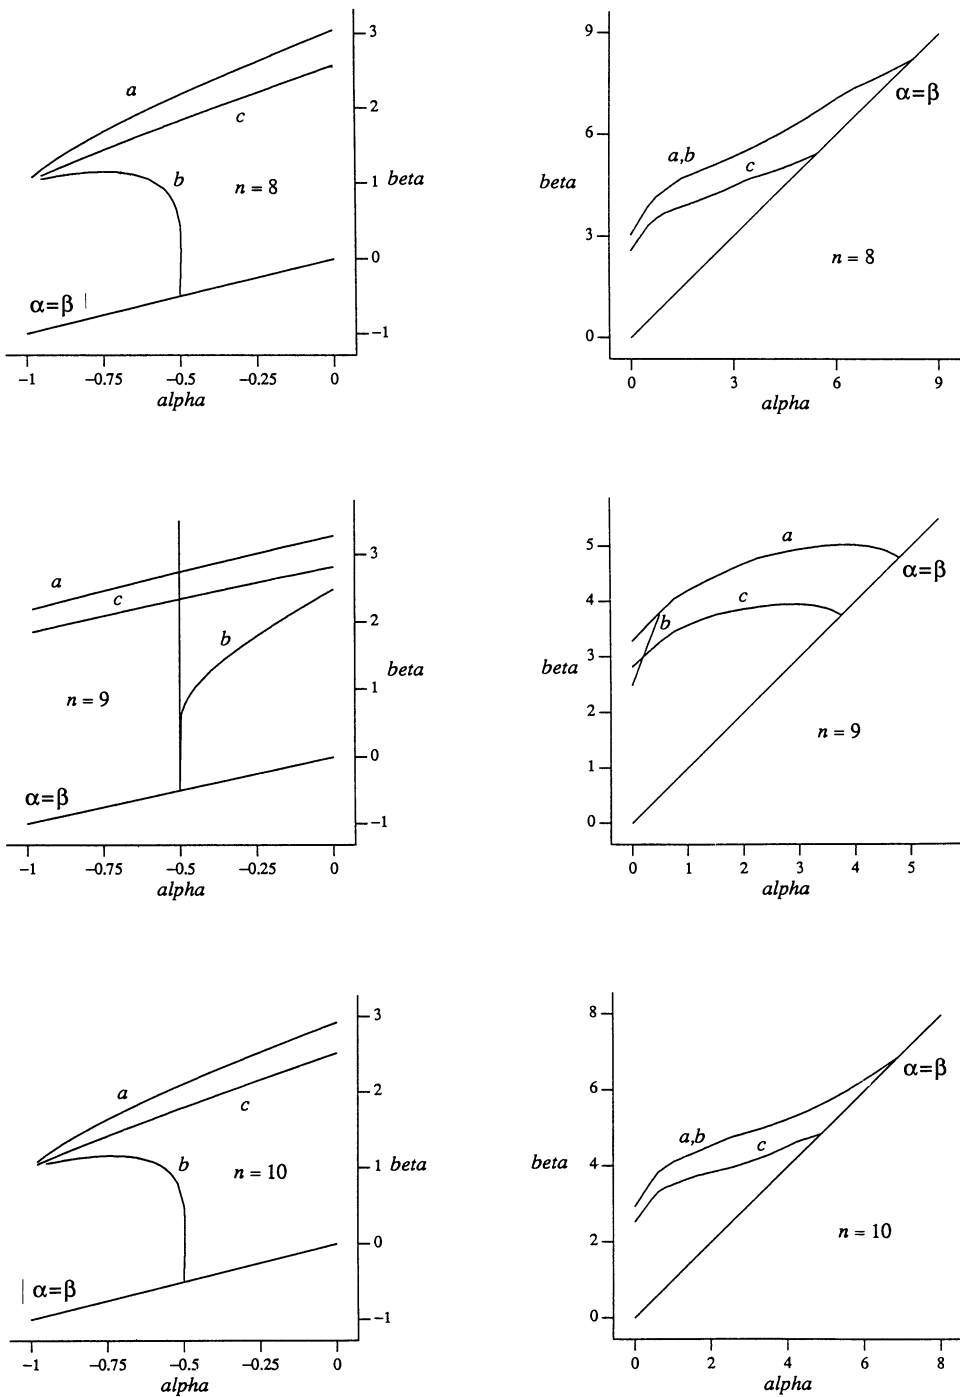 3
a
2
c
b
1 beta
n = 8
0
α=β
−1
−1 −0.75 −0.5 −0.25 0
alpha
9
α=β
6
a,b
c
beta
3
n = 8
0
0 3 6 9
alpha
3
a
c
2
b
beta
n = 9
1
0
α=β
−1
−1 −0.75 −0.5 −0.25 0
alpha
5
a
α=β
4
c
b
3
beta
2
n = 9
1
0
0 1 2 3 4 5
alpha
3
a
2
c
b
1 beta
n = 10
0
α=β
−1
−1 −0.75 −0.5 −0.25 0
alpha
8
α=β
6
a,b
c
beta 4
n = 10
2
0
0 2 4 6 8
alpha